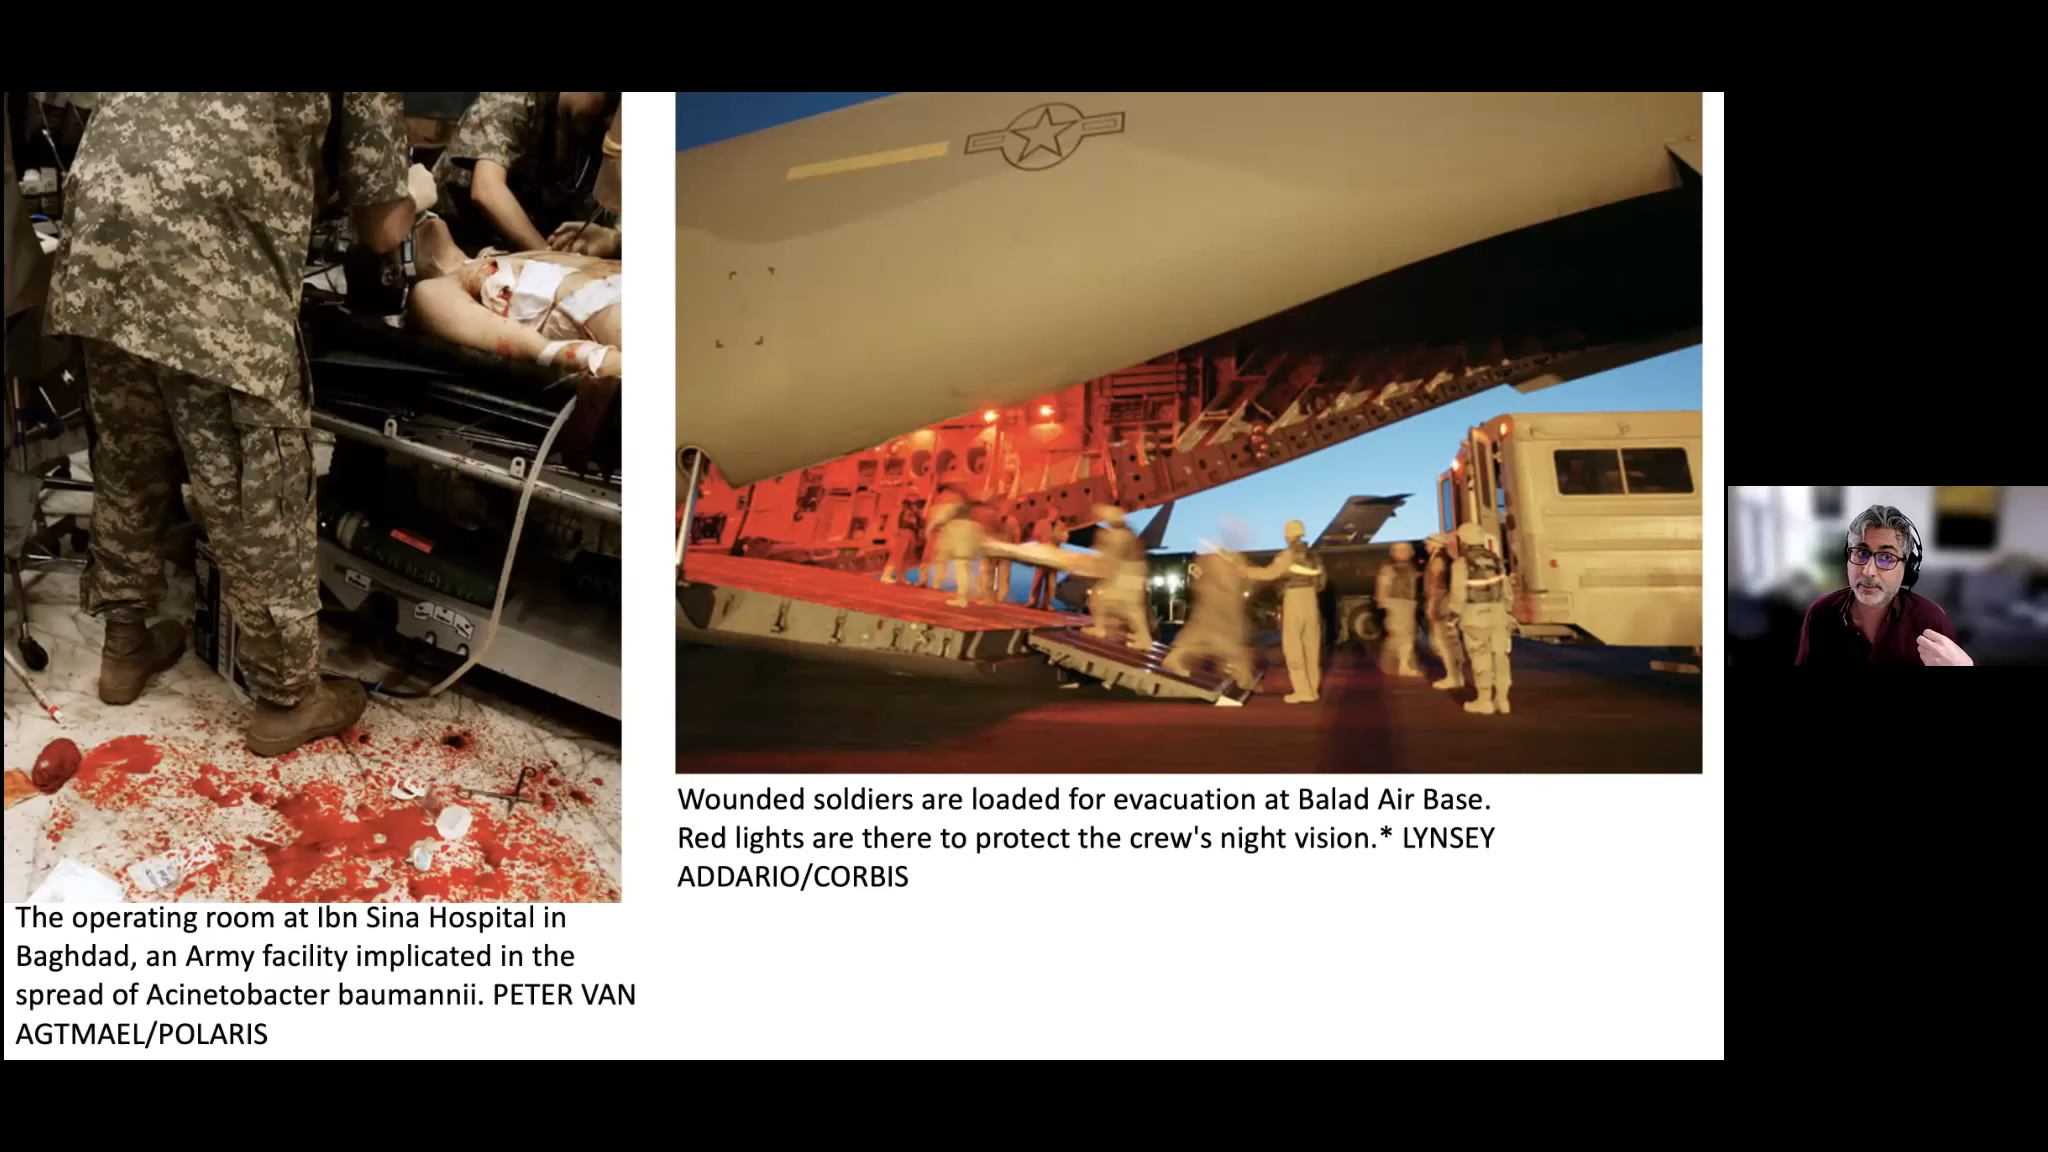 The operating room at Ibn Sina Hospital in
Baghdad, an Army facility implicated in the
spread of Acinetobacter baumannii. PETER VAN
AGTMAEL/POLARIS
Wounded soldiers are loaded for evacuation at Balad Air Base.
Red lights are there to protect the crew's night vision.* LYNSEY
ADDARIO/CORBIS